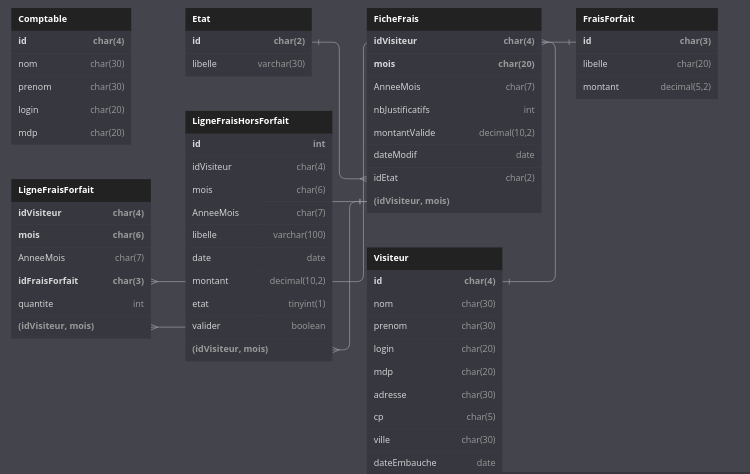 Comptable
id char(4)
nom char(30)
prenom char(30)
login char(20)
mdp char(20)
Etat
id char(2)
libelle varchar(30)
FicheFrais
idVisiteur char(4)
mois char(20)
AnneeMois char(7)
nbJustificatifs int
montantValide decimal(10,2)
dateModif date
idEtat char(2)
(idVisiteur, mois)
FraisForfait
id char(3)
libelle char(20)
montant decimal(5,2)
LigneFraisHorsForfait
id int
idVisiteur char(4)
mois char(6)
AnneeMois char(7)
libelle varchar(100)
date date
montant decimal(10,2)
etat tinyint(1)
valider boolean
(idVisiteur, mois)
LigneFraisForfait
idVisiteur char(4)
mois char(6)
AnneeMois char(7)
idFraisForfait char(3)
quantite int
(idVisiteur, mois)
Visiteur
id char(4)
nom char(30)
prenom char(30)
login char(20)
mdp char(20)
adresse char(30)
cp char(5)
ville char(30)
dateEmbauche date